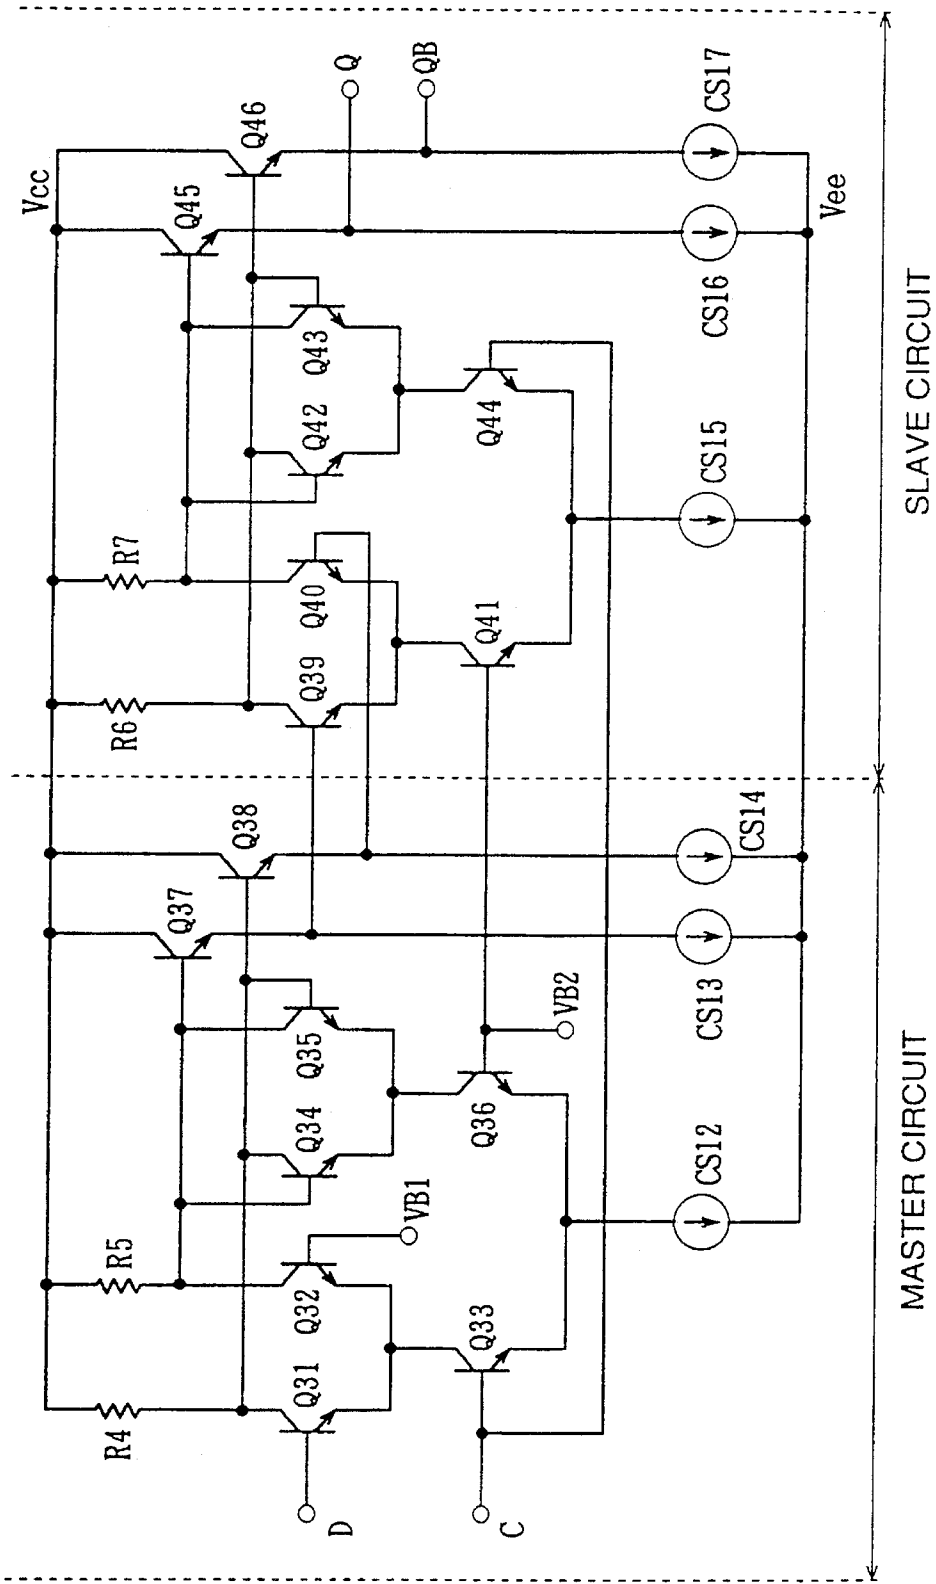 Vcc
R4
R5
Q37
Q38
R6
R7
Q45
Q46
Q31
Q32
Q34
Q35
Q39
Q40
Q42
Q43
Q
QB
D
VB1
Q33
Q36
Q41
Q44
C
VB2
CS12
CS13
CS14
CS15
CS16
CS17
Vee
MASTER CIRCUIT
SLAVE CIRCUIT